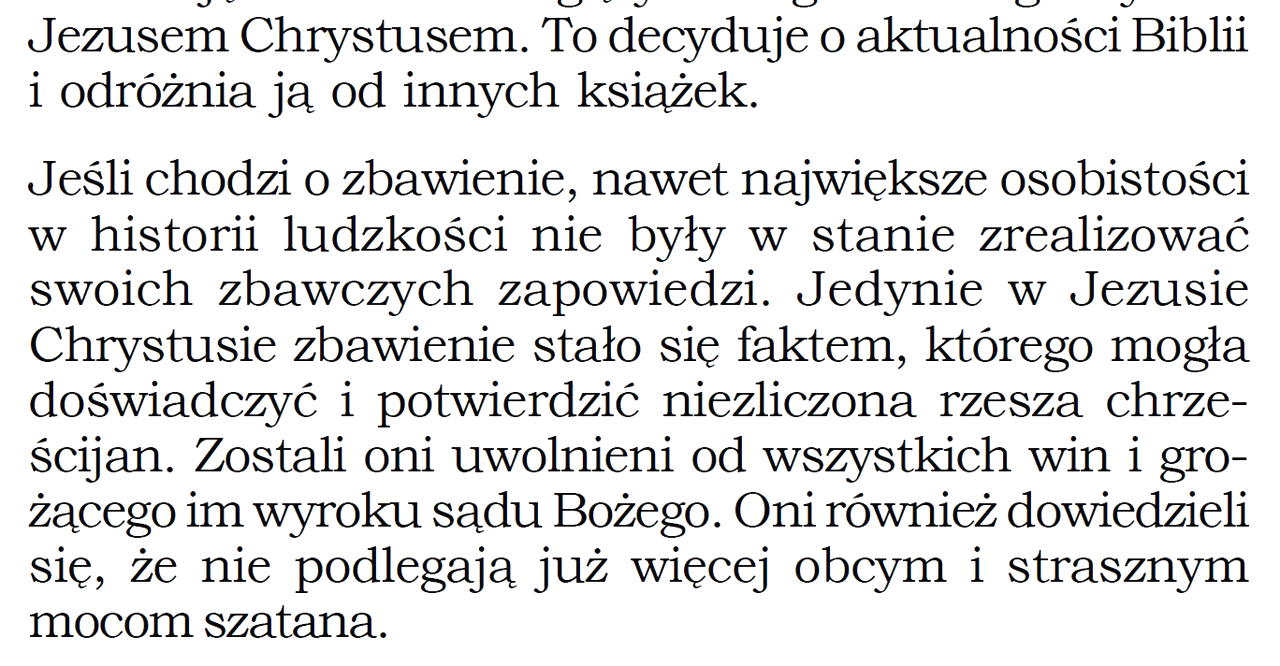 Jezusem Chrystusem. To decyduje o aktualności Biblii
i odróżnia ją od innych książek.
Jeśli chodzi o zbawienie, nawet największe osobistości
w historii ludzkości nie były w stanie zrealizować
swoich zbawczych zapowiedzi. Jedynie w Jezusie
Chrystusie zbawienie stało się faktem, którego mogła
doświadczyć i potwierdzić niezliczona rzesza chrze-
ścijan. Zostali oni uwolnieni od wszystkich win i gro-
żącego im wyroku sądu Bożego. Oni również dowiedzieli
się, że nie podlegają już więcej obcym i strasznym
mocom szatana.